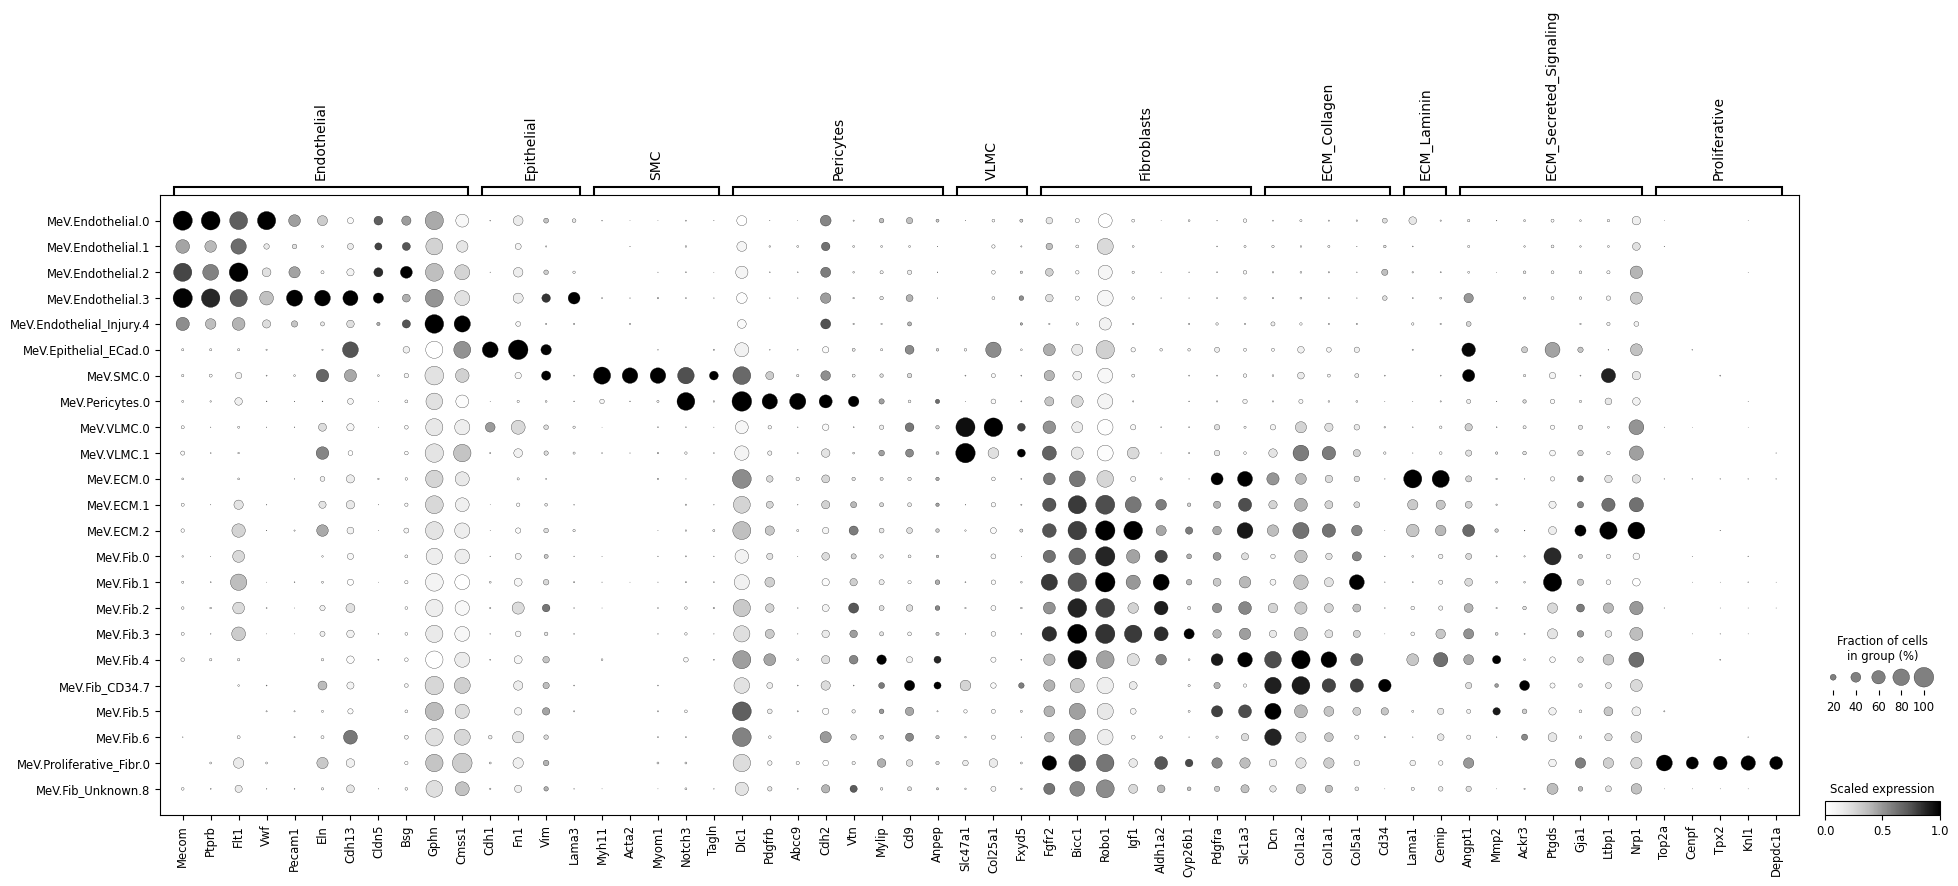 Endothelial
Epithelial
SMC
Pericytes
VLMC
Fibroblasts
ECM_Collagen
ECM_Laminin
ECM_Secreted_Signaling
Proliferative
MeV.Endothelial.0
MeV.Endothelial.1
MeV.Endothelial.2
MeV.Endothelial.3
MeV.Endothelial_Injury.4
MeV.Epithelial_ECad.0
MeV.SMC.0
MeV.Pericytes.0
MeV.VLMC.0
MeV.VLMC.1
MeV.ECM.0
MeV.ECM.1
MeV.ECM.2
MeV.Fib.0
MeV.Fib.1
MeV.Fib.2
MeV.Fib.3
MeV.Fib.4
MeV.Fib_CD34.7
MeV.Fib.5
MeV.Fib.6
MeV.Proliferative_Fibr.0
MeV.Fib_Unknown.8
Mecom
Ptprb
Flt1
Vwf
Pecam1
Eln
Cdh13
Cldn5
Bsg
Gphn
Cmss1
Cdh1
Fn1
Vim
Lama3
Myh11
Acta2
Myom1
Notch3
Tagln
Dlc1
Pdgfrb
Abcc9
Cdh2
Vtn
Mylip
Cd9
Anpep
Slc47a1
Col25a1
Fxyd5
Fgfr2
Bicc1
Robo1
Igf1
Aldh1a2
Cyp26b1
Pdgfra
Slc1a3
Dcn
Col1a2
Col1a1
Col5a1
Cd34
Lama1
Cemip
Angpt1
Mmp2
Ackr3
Ptgds
Gja1
Ltbp1
Nrp1
Top2a
Cenpf
Tpx2
Knl1
Depdc1a
Fraction of cells
in group (%)
20 40 60 80 100
Scaled expression
0.0 0.5 1.0